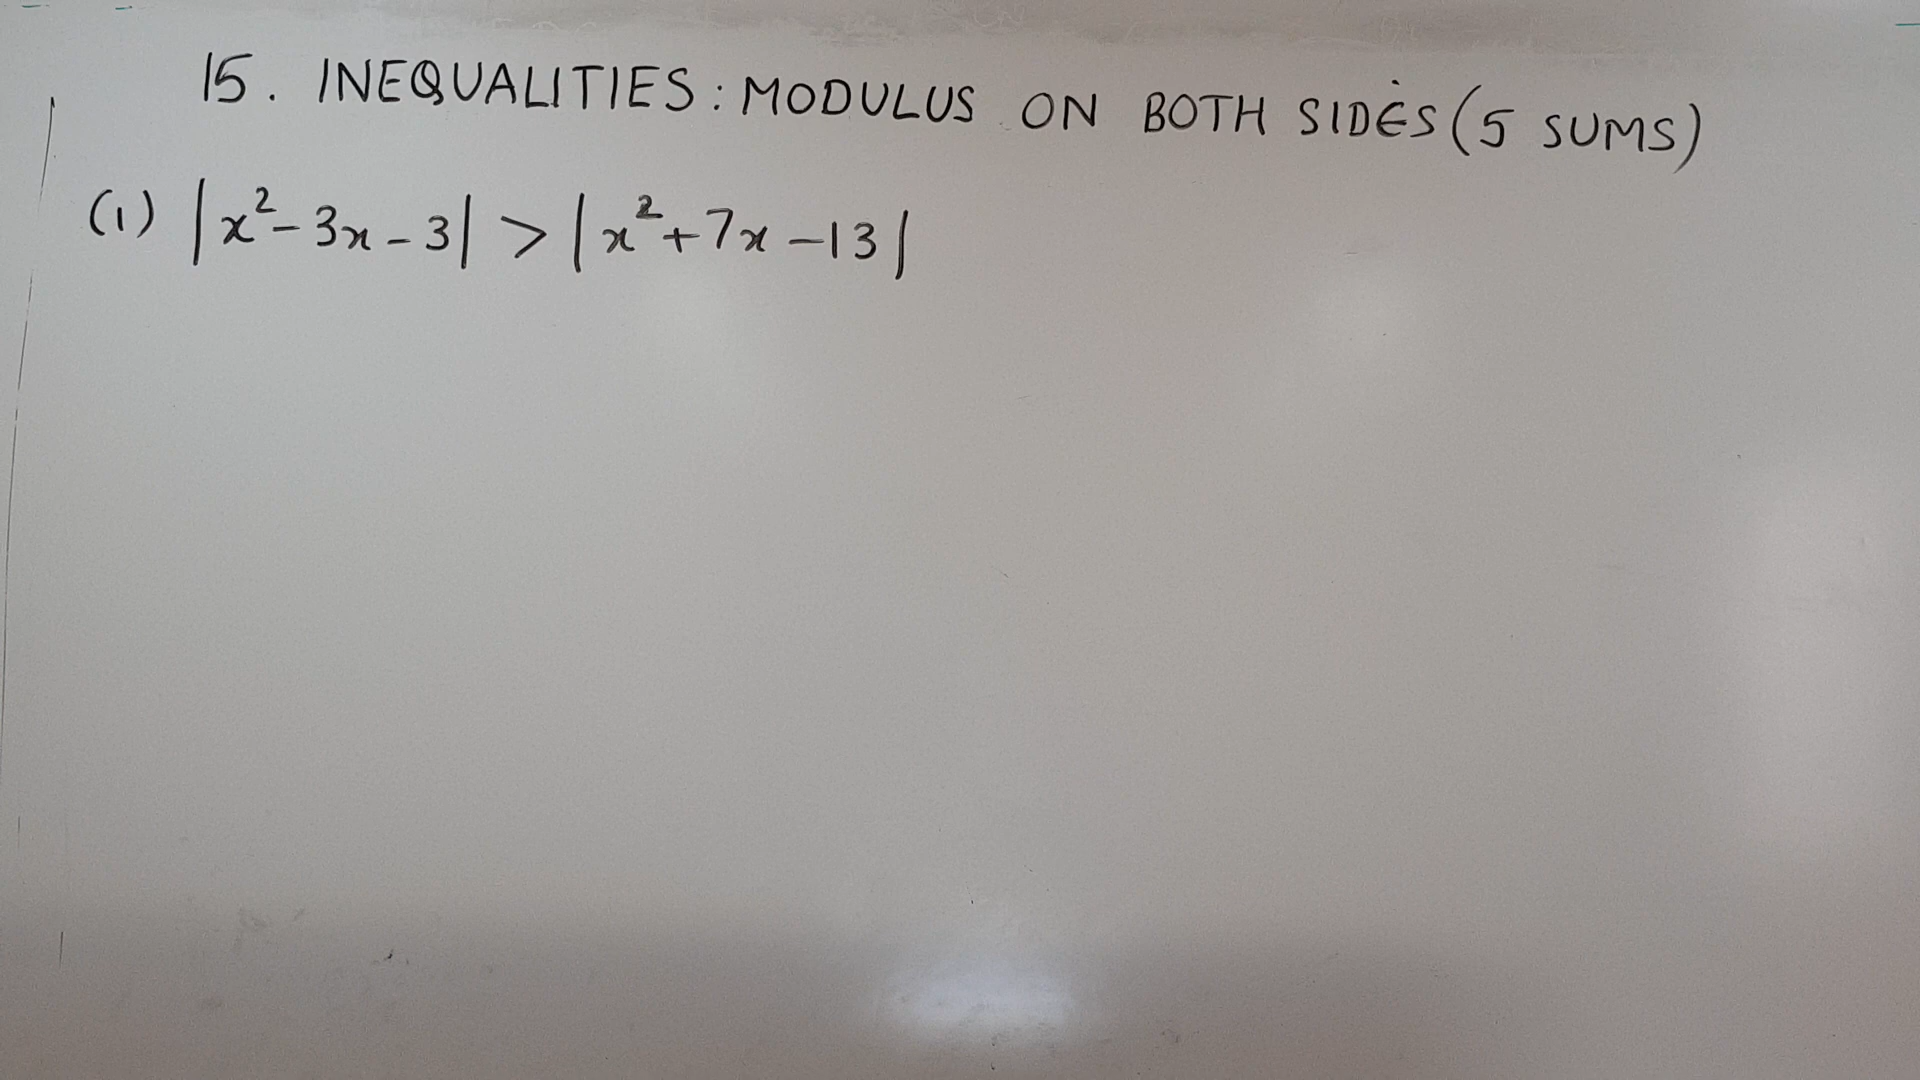 15. INEQUALITIES: MODULUS ON BOTH SIDES (5 SUMS)
(1) |x²-3x-3| > |x²+7x-13|